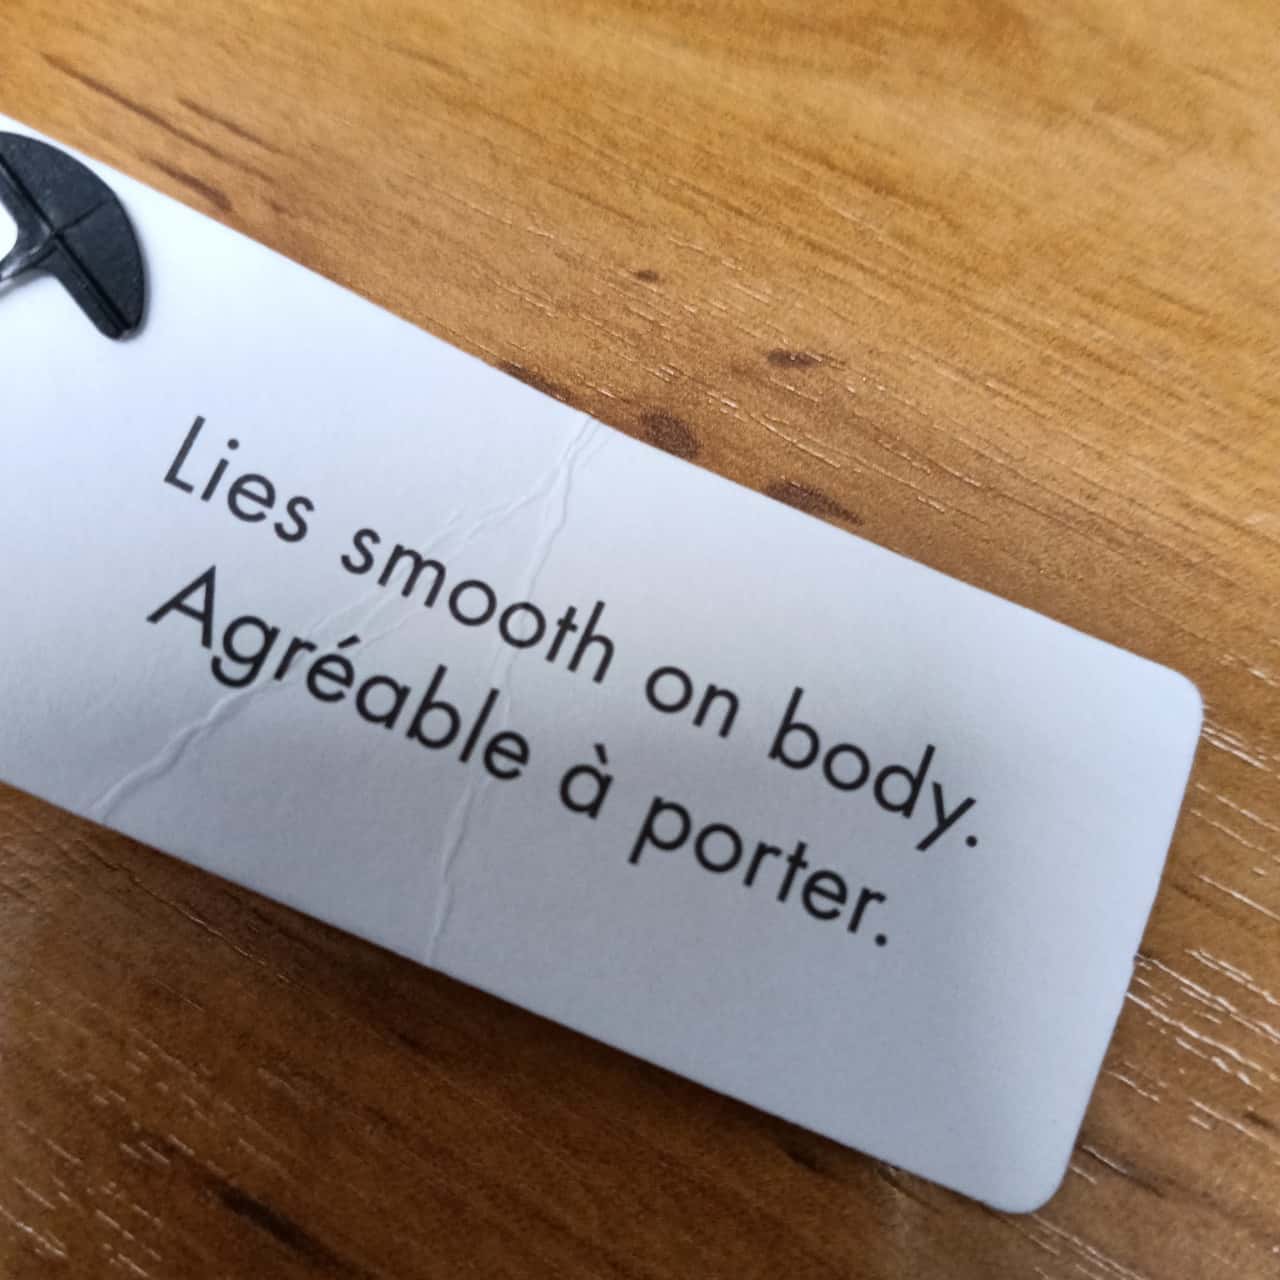 Lies smooth on body.
Agréable à porter.